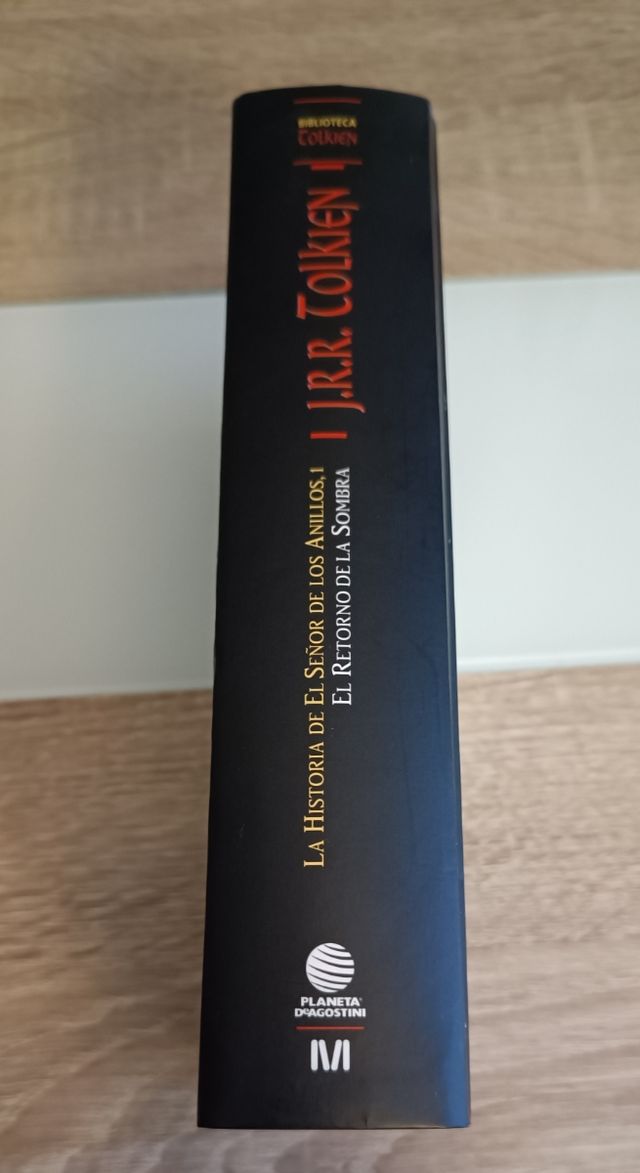 BIBLIOTECA
TOLKIEN
J.R.R. TOLKIEN
LA HISTORIA DE EL SEÑOR DE LOS ANILLOS, 1
EL RETORNO DE LA SOMBRA
PLANETA
DeAGOSTINI
M